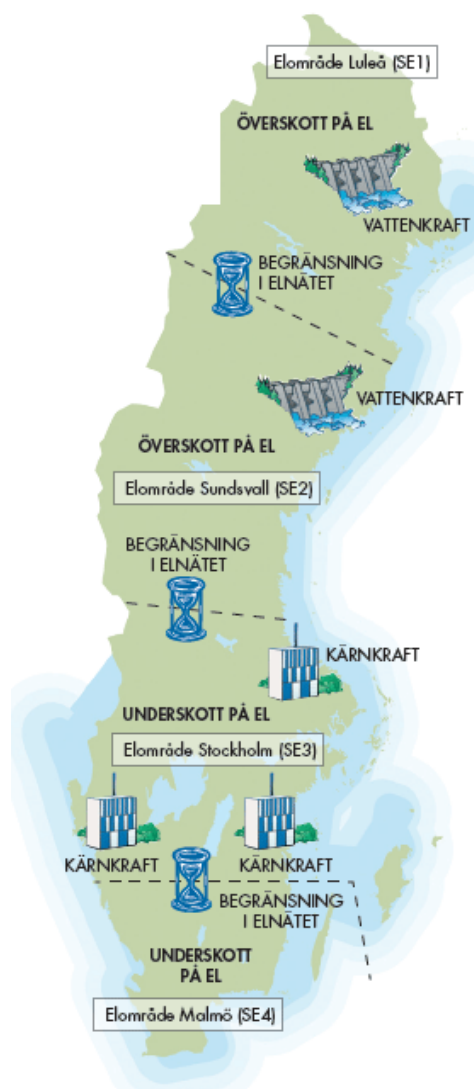 Elområde Luleå (SE1)
ÖVERSKOTT PÅ EL
VATTENKRAFT
BEGRÄNSNING
I ELNÄTET
VATTENKRAFT
ÖVERSKOTT PÅ EL
Elområde Sundsvall (SE2)
BEGRÄNSNING
I ELNÄTET
KÄRNKRAFT
UNDERSKOTT PÅ EL
Elområde Stockholm (SE3)
KÄRNKRAFT
KÄRNKRAFT
BEGRÄNSNING
I ELNÄTET
UNDERSKOTT
PÅ EL
Elområde Malmö (SE4)